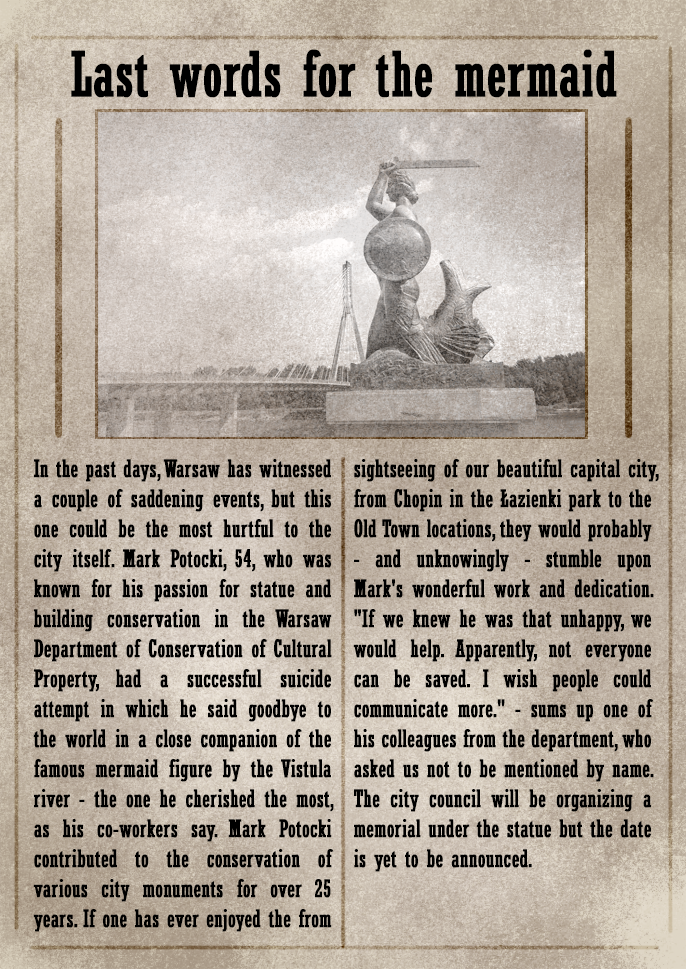 Last words for the mermaid
In the past days, Warsaw has witnessed
a couple of saddening events, but this
one could be the most hurtful to the
city itself. Mark Potocki, 54, who was
known for his passion for statue and
building conservation in the Warsaw
Department of Conservation of Cultural
Property, had a successful suicide
attempt in which he said goodbye to
the world in a close companion of the
famous mermaid figure by the Vistula
river - the one he cherished the most,
as his co-workers say. Mark Potocki
contributed to the conservation of
various city monuments for over 25
years. If one has ever enjoyed the from
sightseeing of our beautiful capital city,
from Chopin in the Łazienki park to the
Old Town locations, they would probably
- and unknowingly - stumble upon
Mark's wonderful work and dedication.
"If we knew he was that unhappy, we
would help. Apparently, not everyone
can be saved. I wish people could
communicate more." - sums up one of
his colleagues from the department, who
asked us not to be mentioned by name.
The city council will be organizing a
memorial under the statue but the date
is yet to be announced.